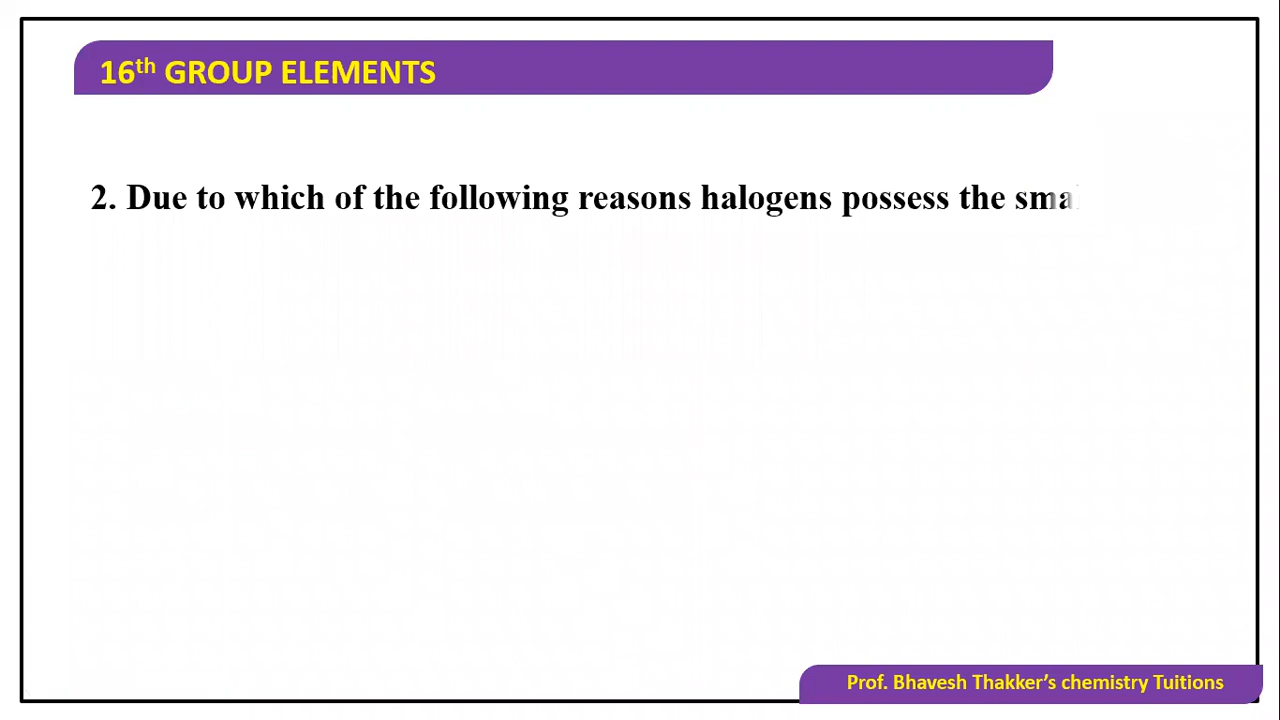 16th GROUP ELEMENTS
2. Due to which of the following reasons halogens possess the
Prof. Bhavesh Thakker's chemistry Tuitions